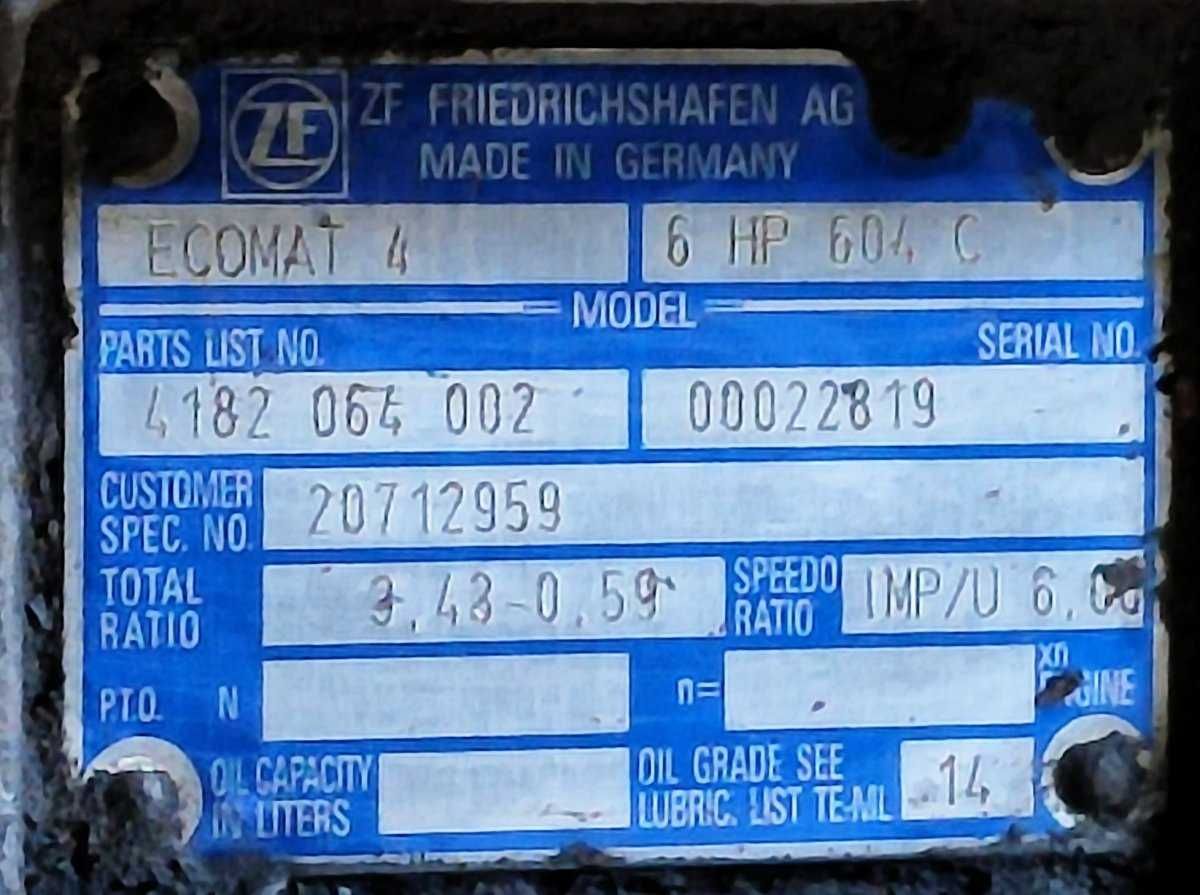 ZF ZF FRIEDRICHSHAFEN AG
MADE IN GERMANY
ECOMAT 4 6 HP 604 C
MODEL
PARTS LIST NO. SERIAL NO.
4182 064 002 00022819
CUSTOMER SPEC. NO. 20712959
TOTAL RATIO 3,43-0,59 SPEEDO RATIO IMP/U
P.T.O. N n= xn ENGINE
OIL CAPACITY IN LITERS OIL GRADE SEE LUBRIC. LIST TE-ML 14